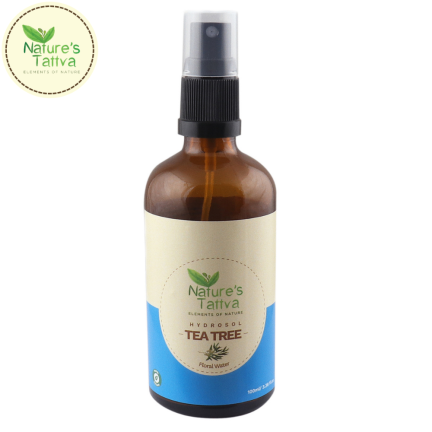 Nature's
Tattva
ELEMENTS OF NATURE
Nature's
Tattva
ELEMENTS OF NATURE
HYDROSOL
TEA TREE
Floral Water